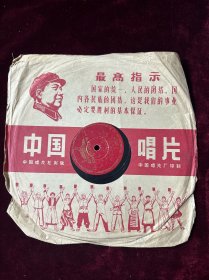 最高指示
国家的统一，人民的团结，国
内各民族的团结，这是我们的事业
必定要胜利的基本保证。
中国 唱片
中国唱片社出版 中国唱片厂印制